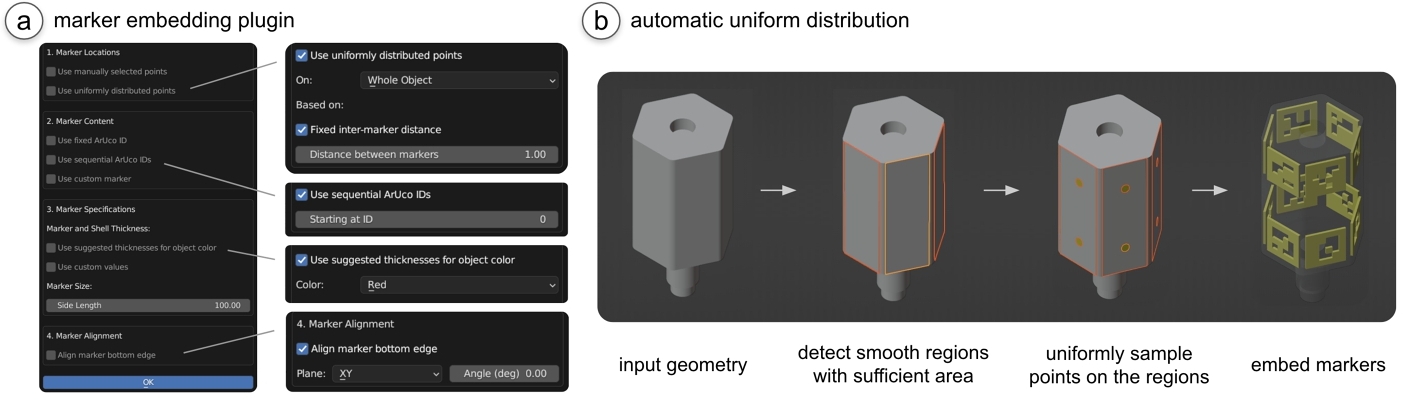 a marker embedding plugin
1. Marker Locations
Use manually selected points
Use uniformly distributed points
2. Marker Content
Use fixed ArUco ID
Use sequential ArUco IDs
Use custom marker
3. Marker Specifications
Marker and Shell Thickness:
Use suggested thicknesses for object color
Use custom values
Marker Size:
Side Length 100.00
4. Marker Alignment
Align marker bottom edge
OK
Use uniformly distributed points
On: Whole Object
Based on:
Fixed inter-marker distance
Distance between markers 1.00
Use sequential ArUco IDs
Starting at ID 0
Use suggested thicknesses for object color
Color: Red
4. Marker Alignment
Align marker bottom edge
Plane: XY Angle (deg) 0.00
b automatic uniform distribution
input geometry
detect smooth regions
with sufficient area
uniformly sample
points on the regions
embed markers